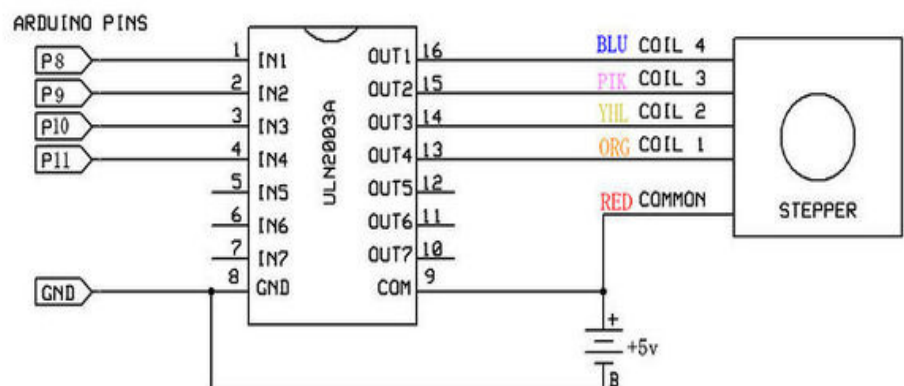 ARDUINO PINS
P8 1 IN1 OUT1 16 BLU COIL 4
P9 2 IN2 OUT2 15 PIK COIL 3
P10 3 IN3 OUT3 14 YHL COIL 2
P11 4 IN4 OUT4 13 ORG COIL 1
5 IN5 OUT5 12
6 IN6 OUT6 11
7 IN7 OUT7 10
GND 8 GND COM 9
ULN2003A
RED COMMON
STEPPER
+
+5v
B